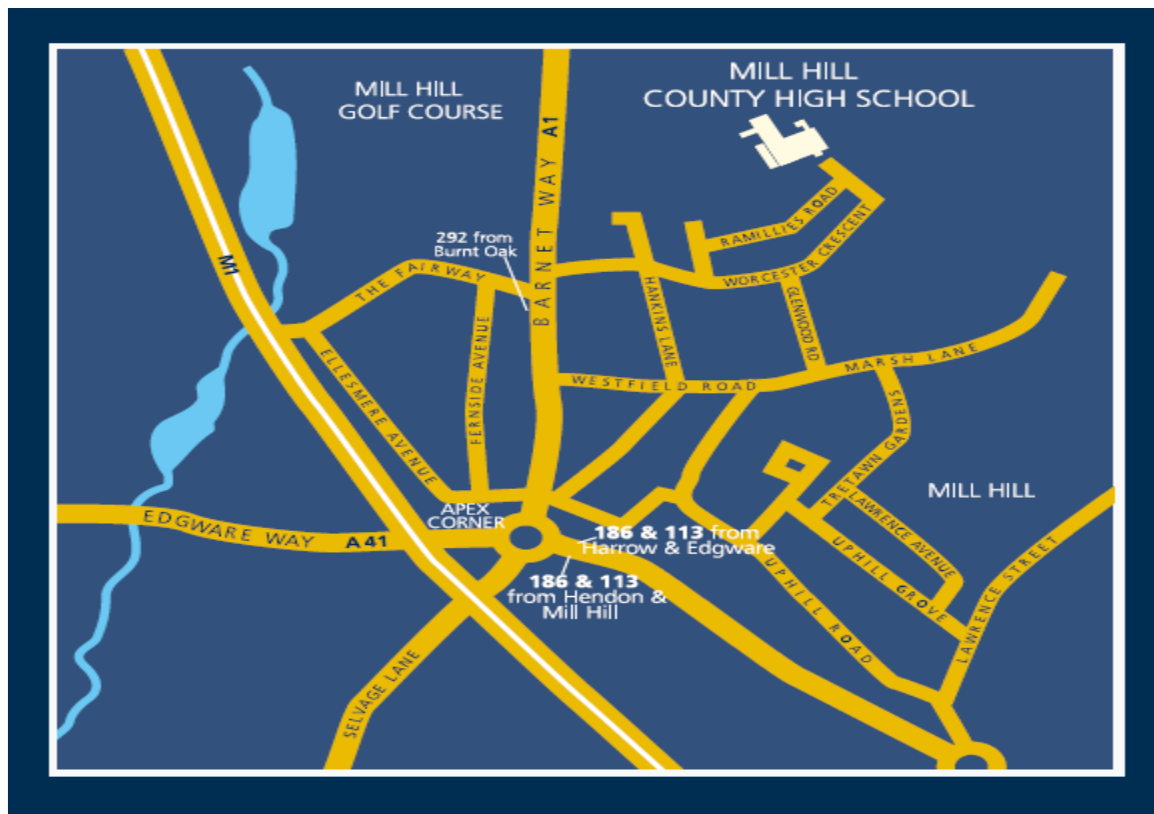 MILL HILL
COUNTY HIGH SCHOOL
MILL HILL
GOLF COURSE
BARNET WAY A1
292 from
Burnt Oak
M1
THE FAIRWAY
RAMILLIES ROAD
WORCESTER CRESCENT
HANKINS LANE
GLENWOOD RD
ELLESMERE AVENUE
FERNSIDE AVENUE
WESTFIELD ROAD
MARSH LANE
TRETAWN GARDENS
LAWRENCE AVENUE
MILL HILL
APEX
CORNER
EDGWARE WAY A41
186 & 113 from
Harrow & Edgware
186 & 113
from Hendon &
Mill Hill
UPHILL GROVE
UPHILL ROAD
LAWRENCE STREET
SELVAGE LANE